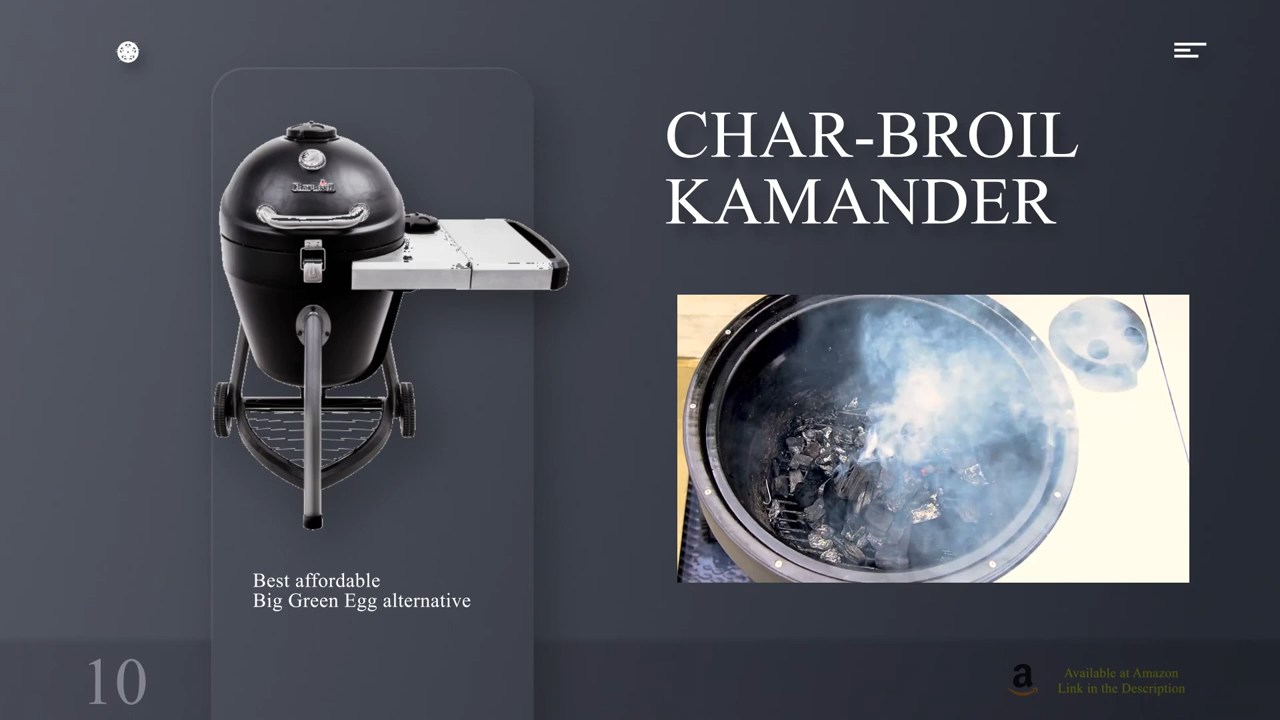 CHAR-BROIL
KAMANDER
Best affordable
Big Green Egg alternative
10
a
Available at Amazon
Link in the Description